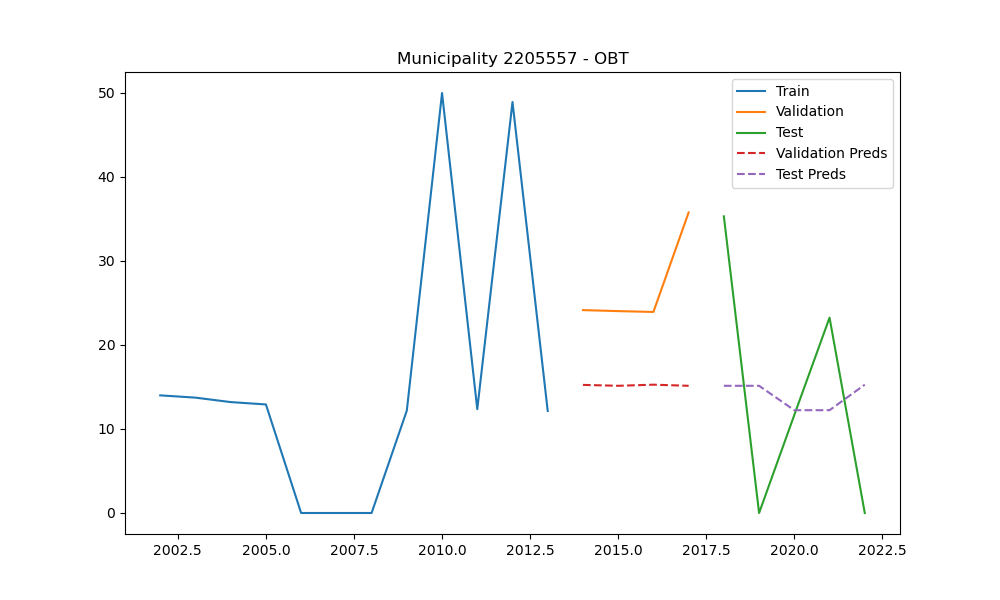 Municipality 2205557 - OBT
Train
Validation
Test
Validation Preds
Test Preds
50
40
30
20
10
0
2002.5 2005.0 2007.5 2010.0 2012.5 2015.0 2017.5 2020.0 2022.5